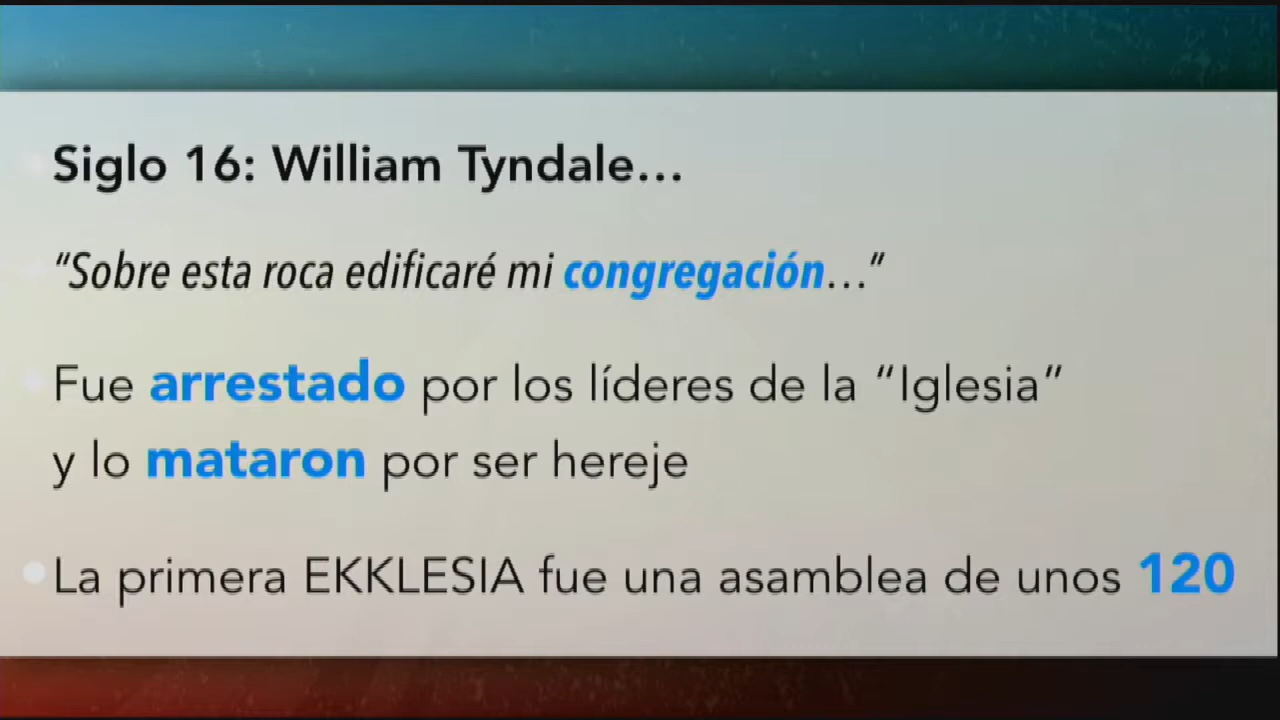 Siglo 16: William Tyndale...
“Sobre esta roca edificaré mi congregación...”
Fue arrestado por los líderes de la “Iglesia”
y lo mataron por ser hereje
La primera EKKLESIA fue una asamblea de unos 120